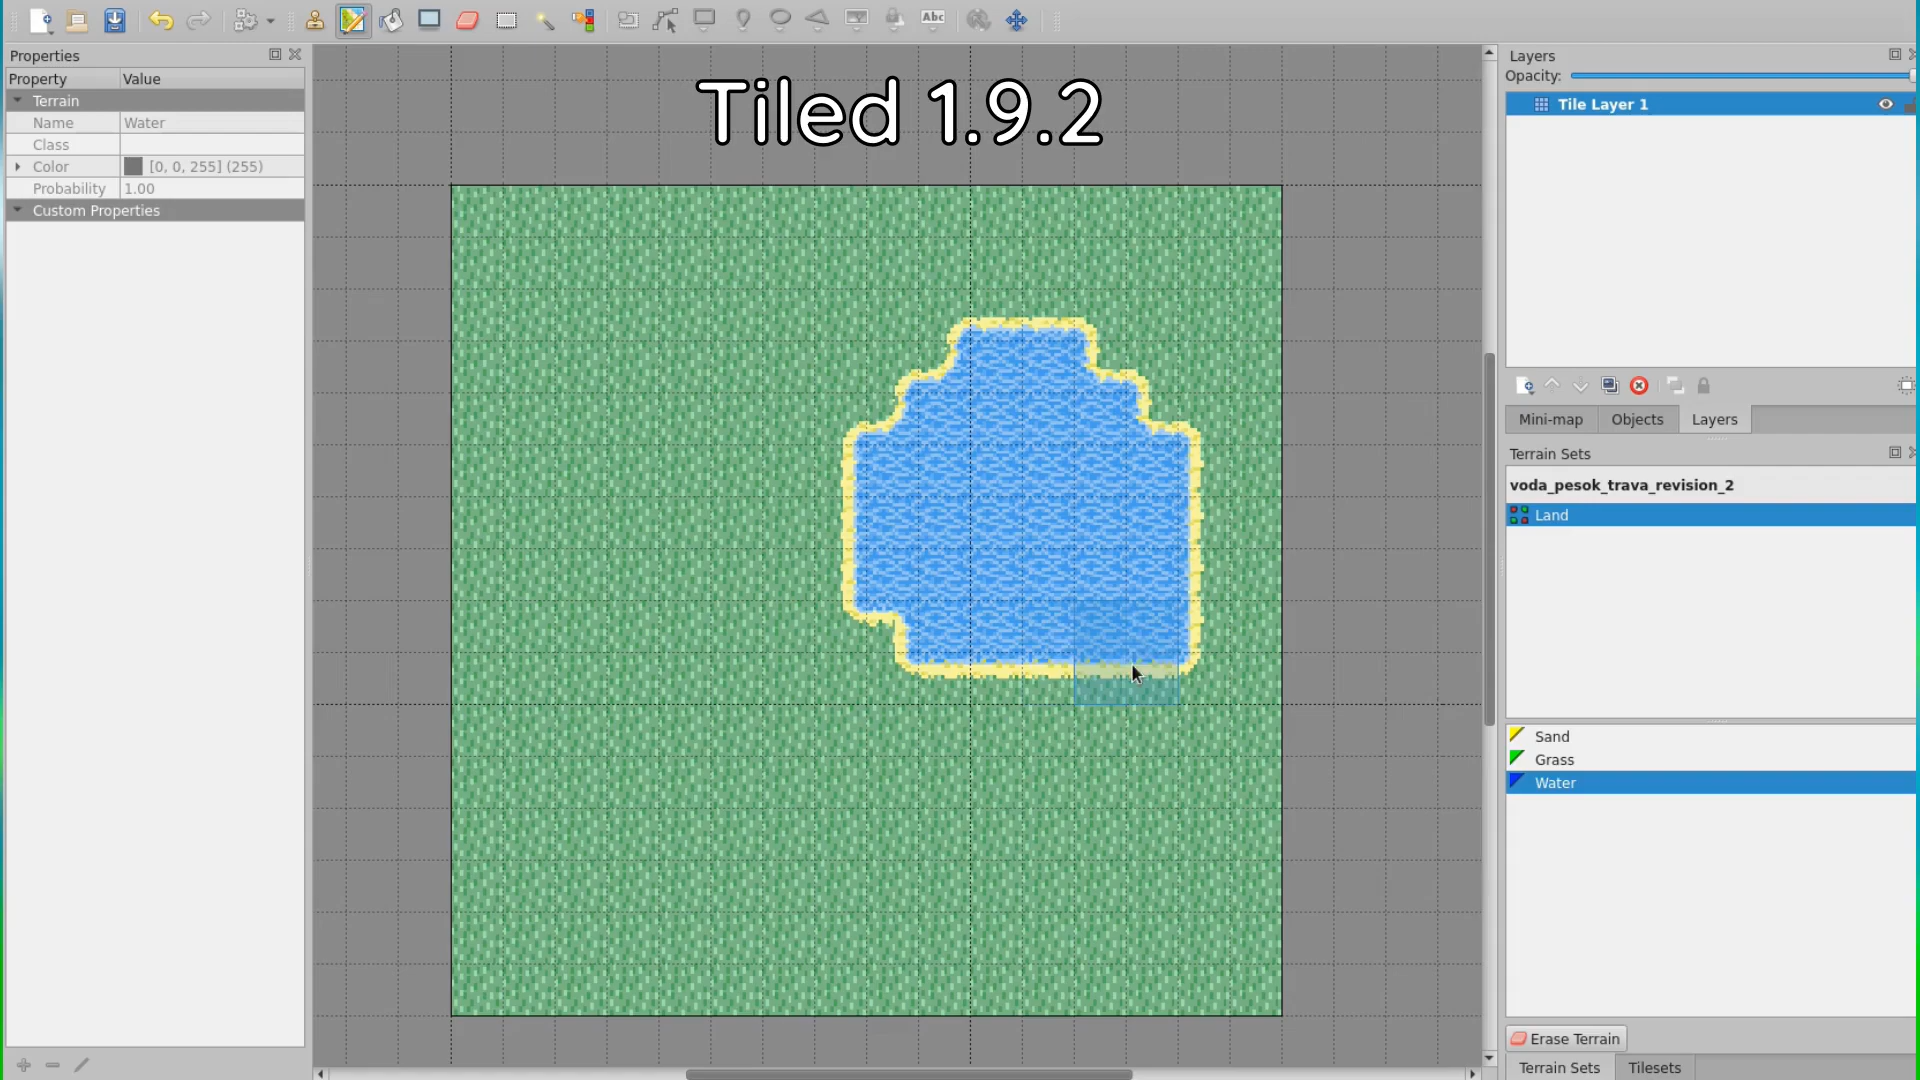 Abc
Properties
Property Value
Terrain
Name Water
Class
Color [0, 0, 255] (255)
Probability 1.00
Custom Properties
Tiled 1.9.2
Layers
Opacity:
Tile Layer 1
Mini-map Objects Layers
Terrain Sets
voda_pesok_trava_revision_2
Land
Sand
Grass
Water
Erase Terrain
Terrain Sets Tilesets